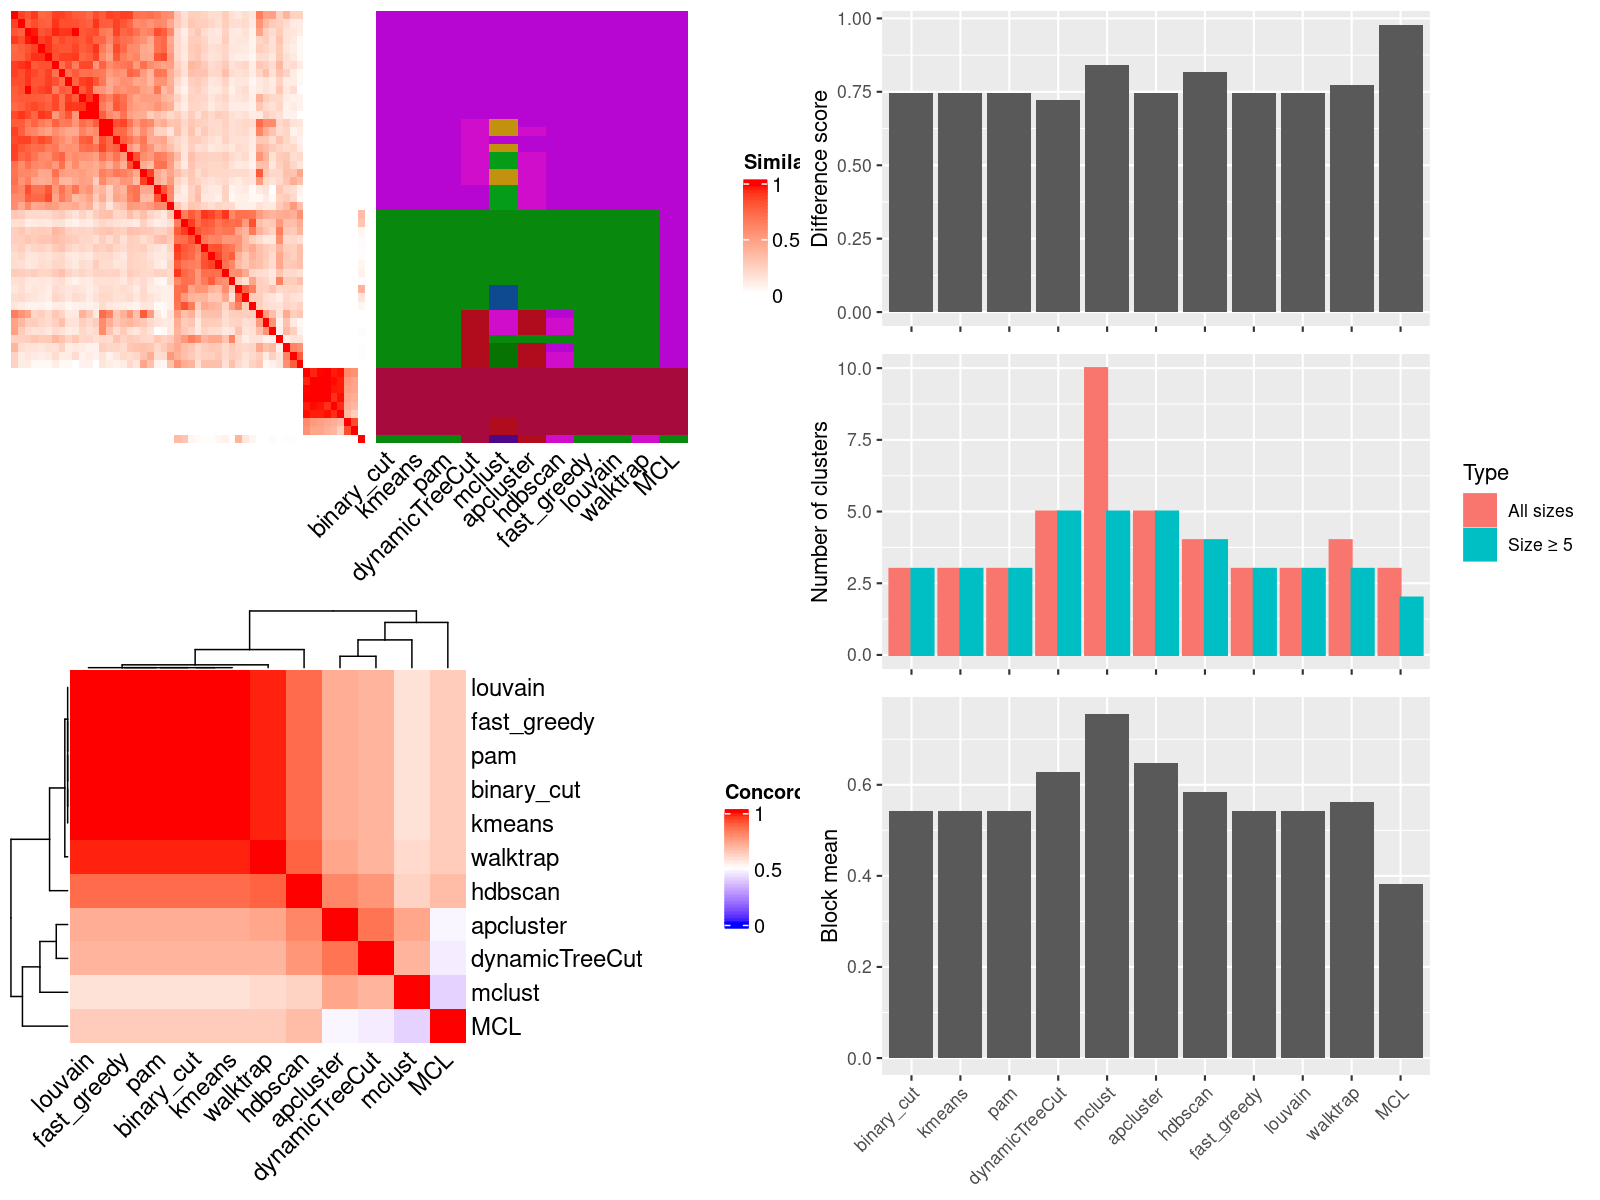 Simila
1
0.5
0
binary_cut
kmeans
pam
dynamicTreeCut
mclust
apcluster
hdbscan
fast_greedy
louvain
walktrap
MCL
louvain
fast_greedy
pam
binary_cut
kmeans
walktrap
hdbscan
apcluster
dynamicTreeCut
mclust
MCL
louvain
fast_greedy
pam
binary_cut
kmeans
walktrap
hdbscan
apcluster
dynamicTreeCut
mclust
MCL
Concord
1
0.5
0
Difference score
1.00
0.75
0.50
0.25
0.00
Number of clusters
10.0
7.5
5.0
2.5
0.0
Type
All sizes
Size ≥ 5
Block mean
0.6
0.4
0.2
0.0
binary_cut
kmeans
pam
dynamicTreeCut
mclust
apcluster
hdbscan
fast_greedy
louvain
walktrap
MCL